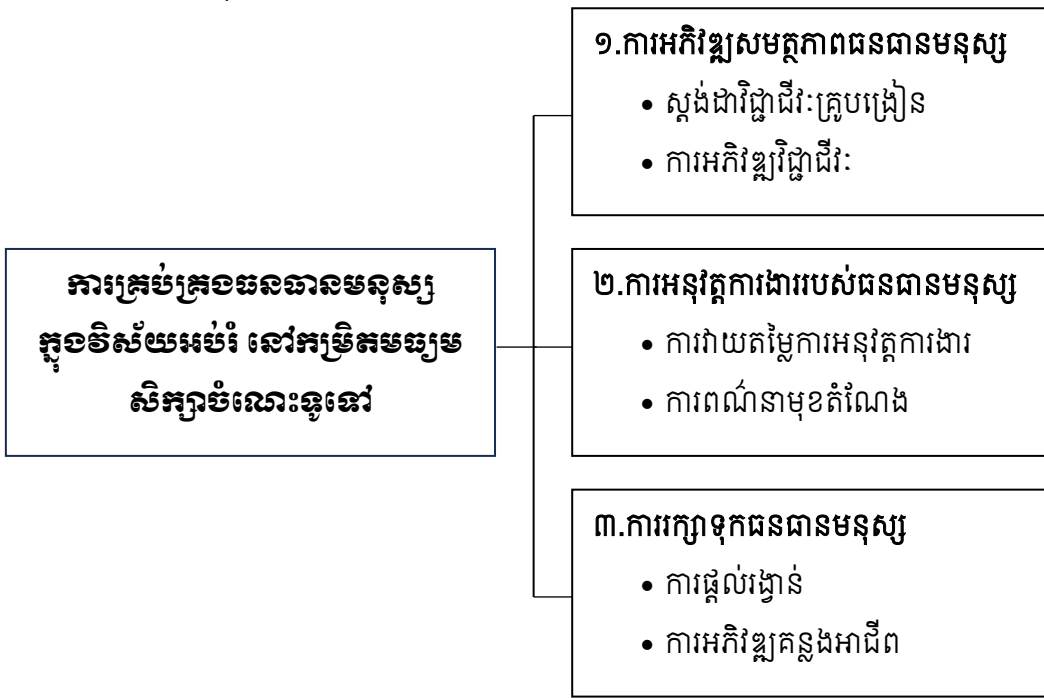 ១.ការអភិវឌ្ឍសមត្ថភាពធនធានមនុស្ស
• ស្តង់ដាវិជ្ជាជីវៈគ្រូបង្រៀន
• ការអភិវឌ្ឍវិជ្ជាជីវៈ
ការគ្រប់គ្រងធនធានមនុស្ស
ក្នុងវិស័យអប់រំ នៅកម្រិតមធ្យម
សិក្សាចំណេះទូទៅ
២.ការអនុវត្តការងាររបស់ធនធានមនុស្ស
• ការវាយតម្លៃការអនុវត្តការងារ
• ការពណ៌នាមុខតំណែង
៣.ការរក្សាទុកធនធានមនុស្ស
• ការផ្តល់រង្វាន់
• ការអភិវឌ្ឍគន្លងអាជីព